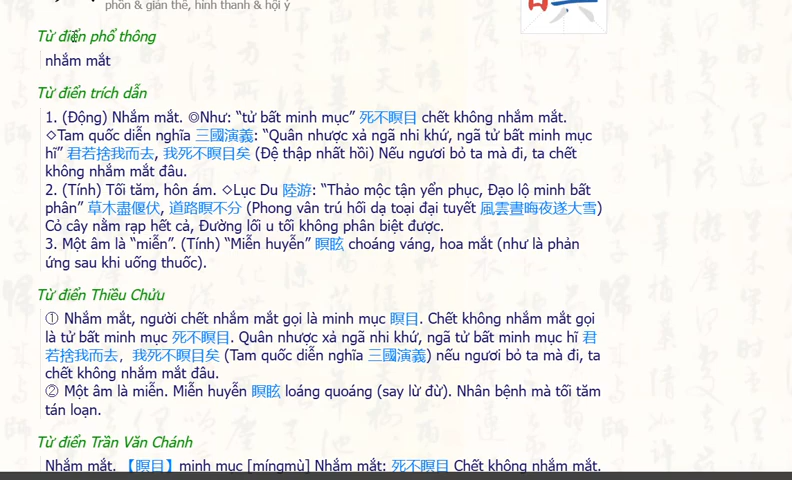 phồn & giản thể, hình thanh & hội ý
Từ điển phổ thông
nhắm mắt
Từ điển trích dẫn
1. (Động) Nhắm mắt. ◎Như: “tử bất minh mục” 死不瞑目 chết không nhắm mắt.
◇Tam quốc diễn nghĩa 三國演義: “Quân nhược xả ngã nhi khứ, ngã tử bất minh mục
hĩ” 君若捨我而去, 我死不瞑目矣 (Đệ thập nhất hồi) Nếu ngươi bỏ ta mà đi, ta chết
không nhắm mắt đâu.
2. (Tính) Tối tăm, hôn ám. ◇Lục Du 陸游: “Thảo mộc tận yển phục, Đạo lộ minh bất
phân” 草木盡偃伏, 道路瞑不分 (Phong vân trú hối dạ toại đại tuyết 風雲晝晦夜遂大雪)
Cỏ cây nằm rạp hết cả, Đường lối u tối không phân biệt được.
3. Một âm là “miễn”. (Tính) “Miễn huyễn” 瞑眩 choáng váng, hoa mắt (như là phản
ứng sau khi uống thuốc).
Từ điển Thiều Chửu
① Nhắm mắt, người chết nhắm mắt gọi là minh mục 瞑目. Chết không nhắm mắt gọi
là tử bất minh mục 死不瞑目. Quân nhược xả ngã nhi khứ, ngã tử bất minh mục hĩ 君
若捨我而去，我死不瞑目矣 (Tam quốc diễn nghĩa 三國演義) nếu ngươi bỏ ta mà đi, ta
chết không nhắm mắt đâu.
② Một âm là miễn. Miễn huyễn 瞑眩 loáng quoáng (say lừ đừ). Nhân bệnh mà tối tăm
tán loạn.
Từ điển Trần Văn Chánh
Nhắm mắt. 【瞑目】minh mục [míngmù] Nhắm mắt: 死不瞑目 Chết không nhắm mắt.